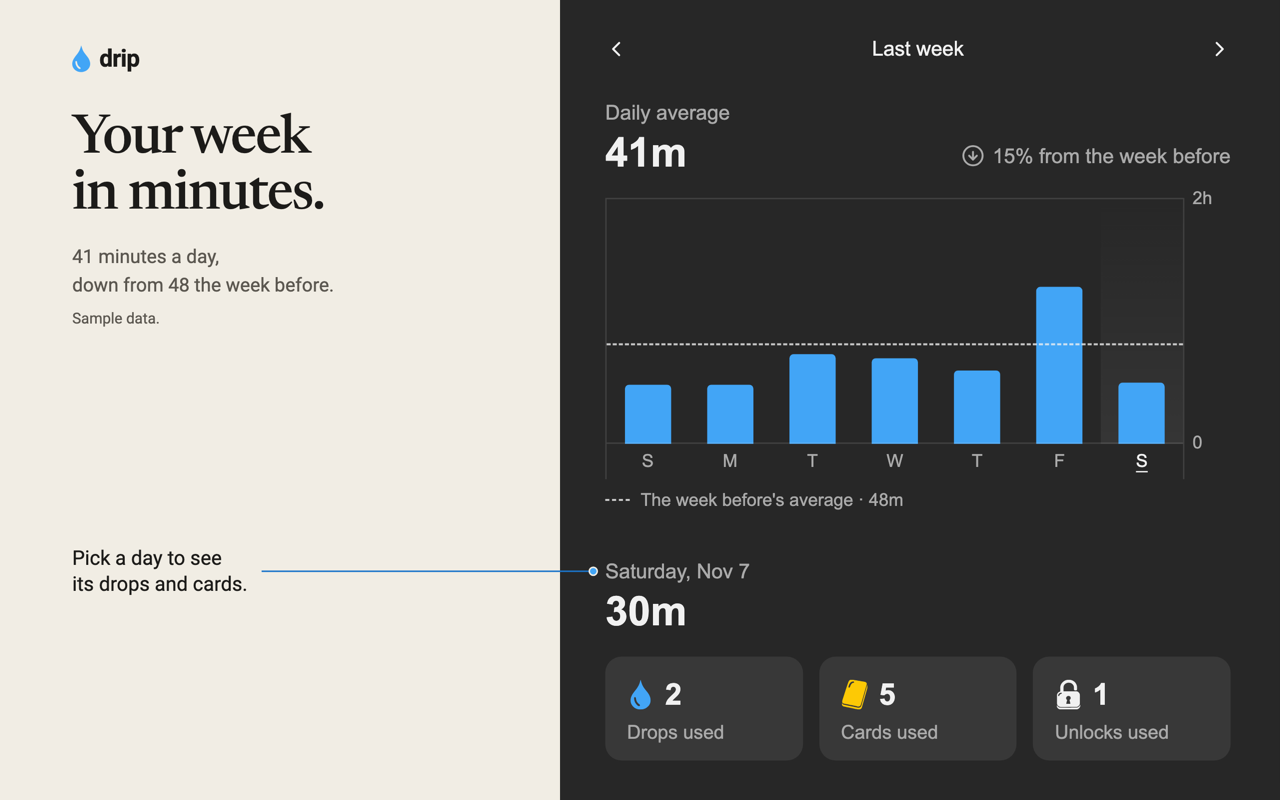 drip
Your week
in minutes.
41 minutes a day,
down from 48 the week before.
Sample data.
Pick a day to see
its drops and cards.
Last week
Daily average
41m
15% from the week before
2h
0
S M T W T F S
The week before's average · 48m
Saturday, Nov 7
30m
2
Drops used
5
Cards used
1
Unlocks used